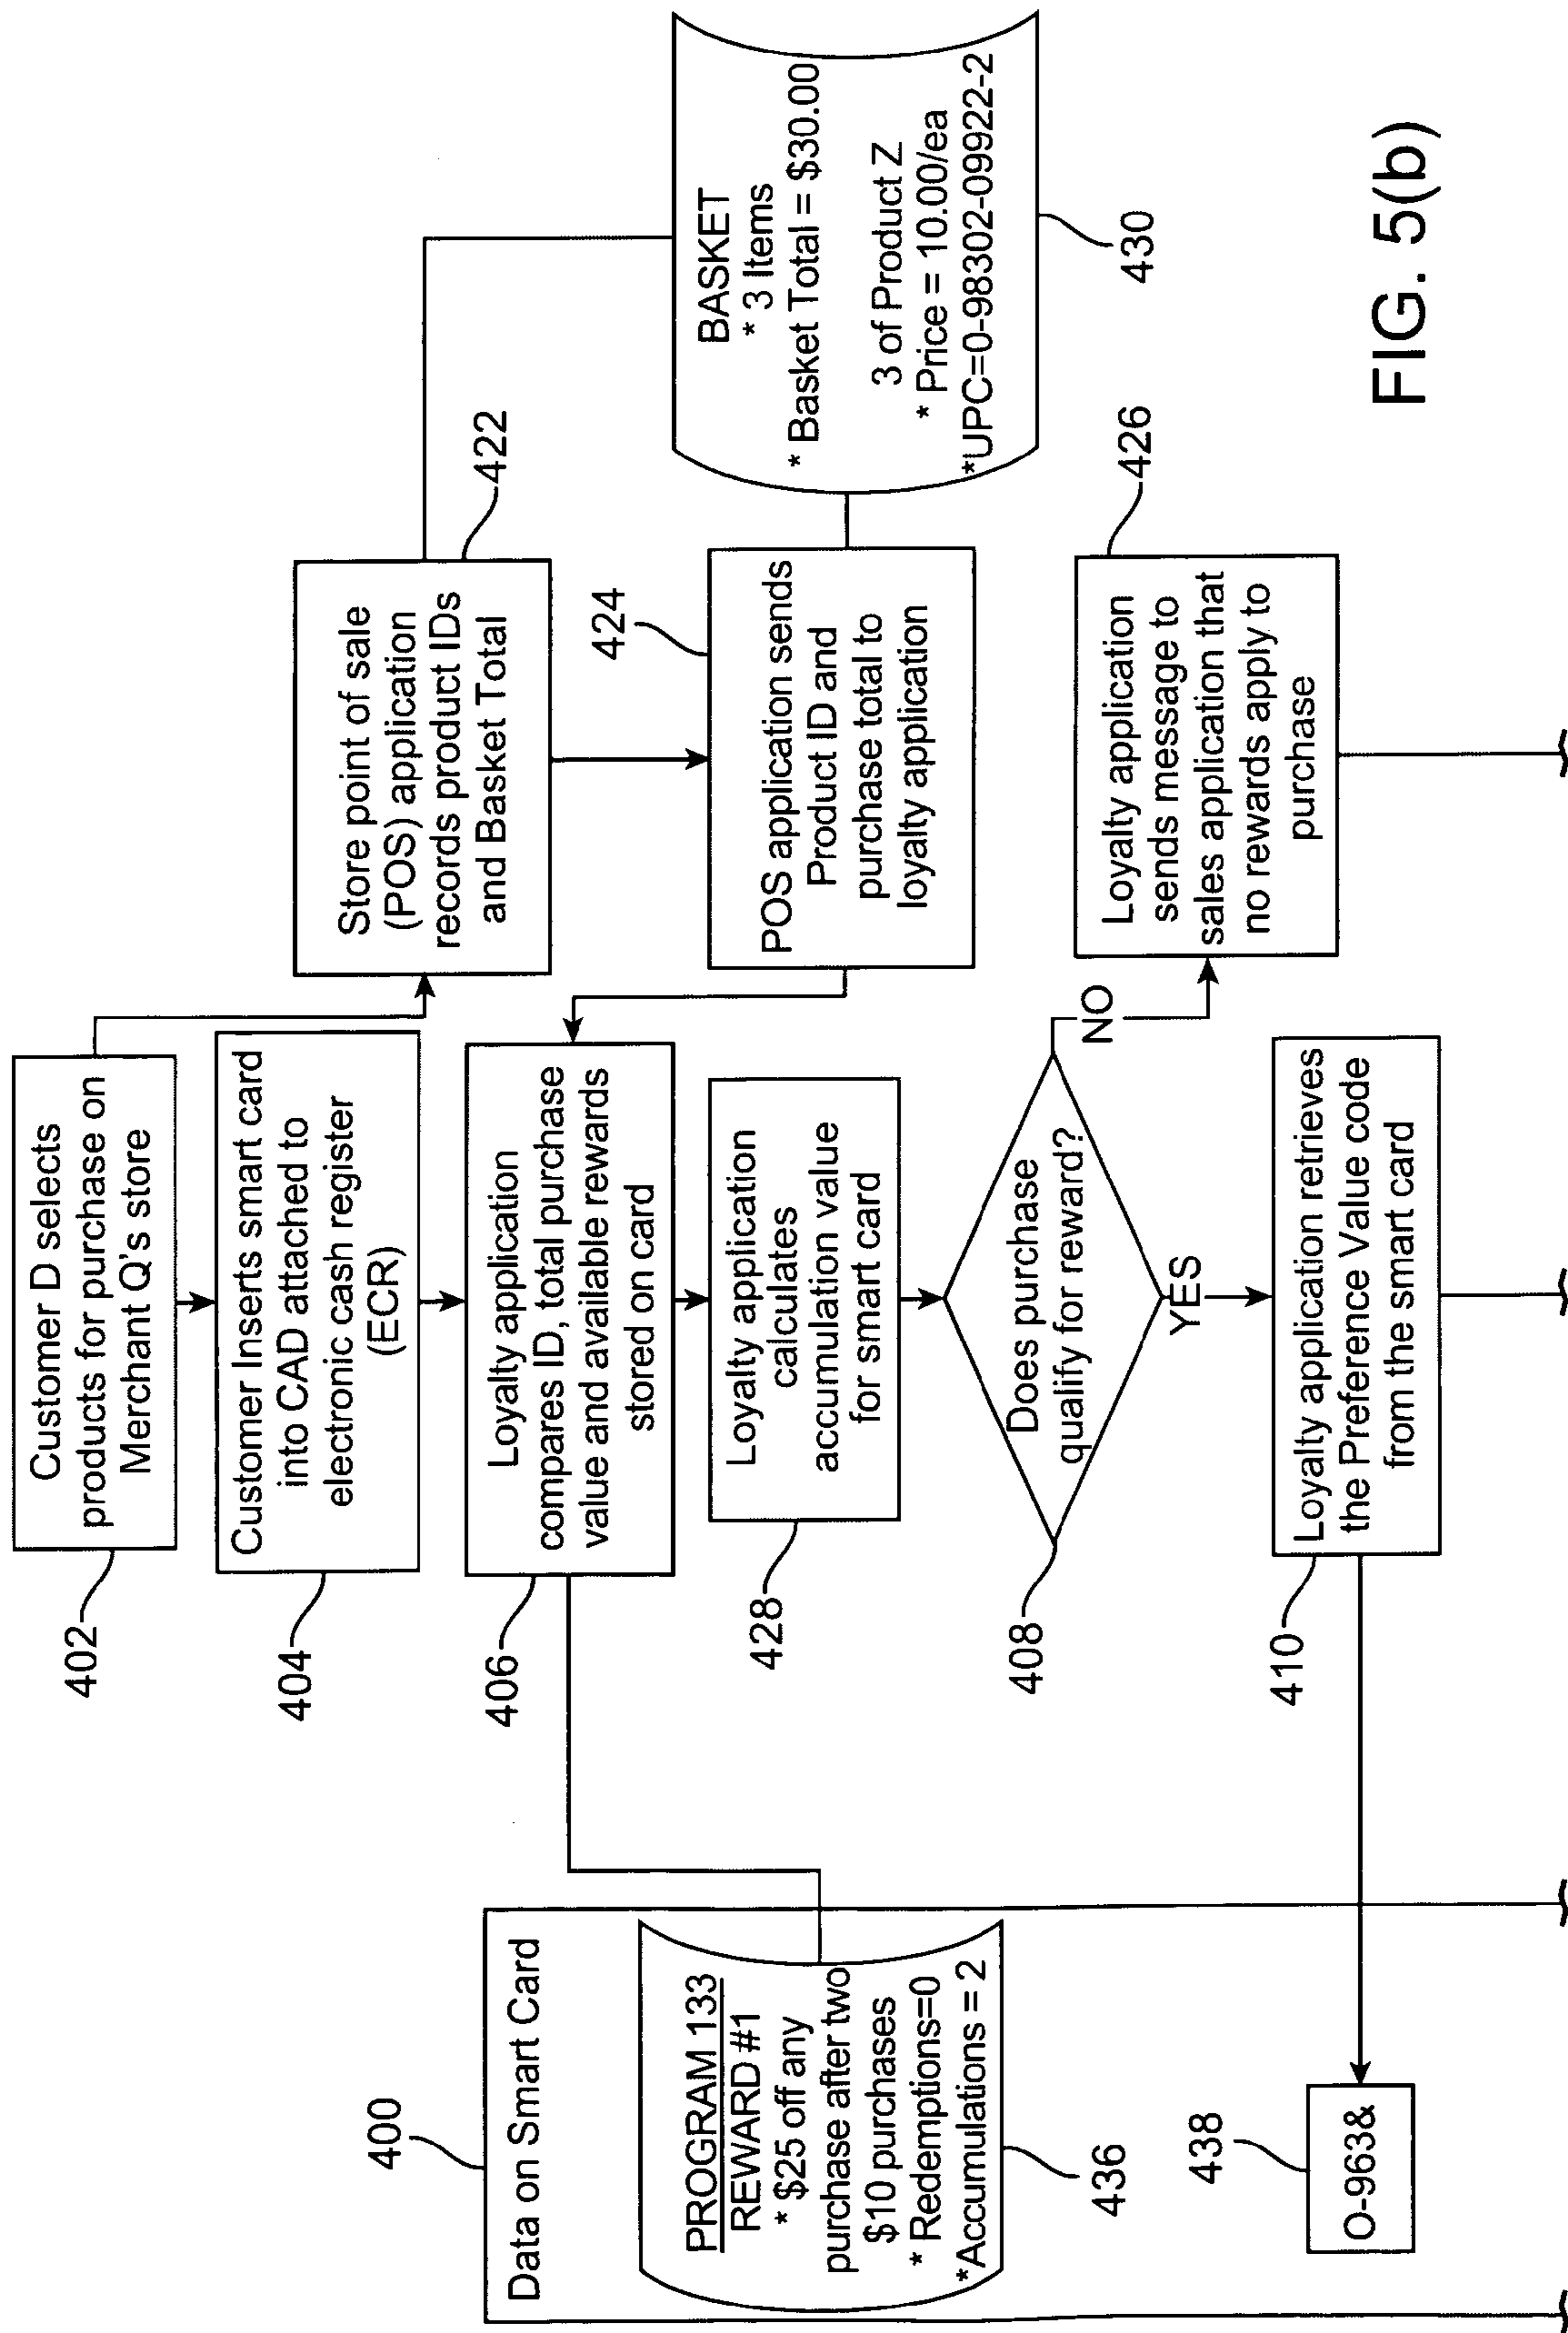 402
Customer D selects
products for purchase on
Merchant Q's store
404
Customer Inserts smart card
into CAD attached to
electronic cash register
(ECR)
Store point of sale
(POS) application
records product IDs
and Basket Total
422
400
Data on Smart Card
PROGRAM 133
REWARD #1
* $25 off any
purchase after two
$10 purchases
* Redemptions=0
*Accumulations = 2
436
406
Loyalty application
compares ID, total purchase
value and available rewards
stored on card
424
POS application sends
Product ID and
purchase total to
loyalty application
BASKET
* 3 Items
* Basket Total = $30.00
3 of Product Z
* Price = 10.00/ea
*UPC=0-98302-09922-2
430
428
Loyalty application
calculates
accumulation value
for smart card
408
Does purchase
qualify for reward?
NO
YES
Loyalty application
sends message to
sales application that
no rewards apply to
purchase
426
438
O-963&
410
Loyalty application retrieves
the Preference Value code
from the smart card
FIG. 5(b)